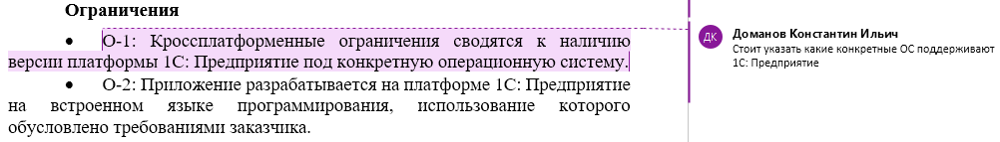 Ограничения
• О-1: Кроссплатформенные ограничения сводятся к наличию
версии платформы 1С: Предприятие под конкретную операционную систему.
• О-2: Приложение разрабатывается на платформе 1С: Предприятие
на встроенном языке программирования, использование которого
обусловлено требованиями заказчика.
ДК
Доманов Константин Ильич
Стоит указать какие конкретные ОС поддерживают
1С: Предприятие